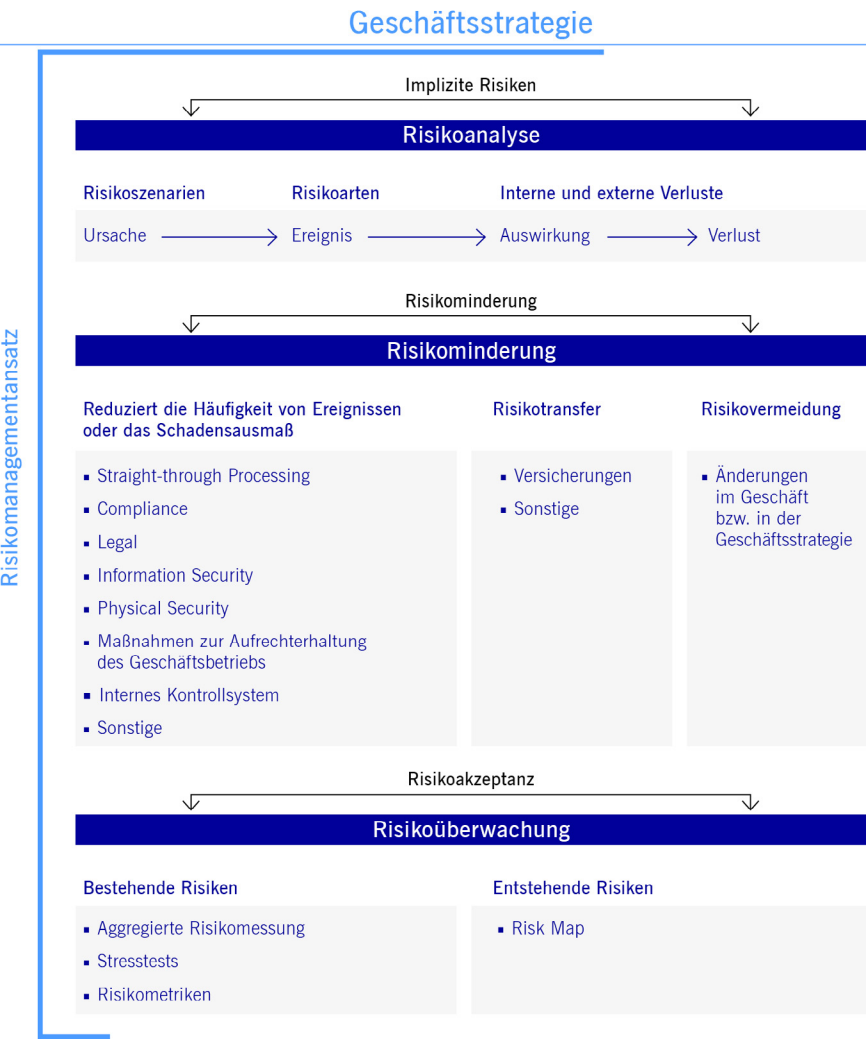 Geschäftsstrategie
Risikomanagementansatz
Implizite Risiken
Risikoanalyse
Risikoszenarien
Risikoarten
Interne und externe Verluste
Ursache
Ereignis
Auswirkung
Verlust
Risikominderung
Risikominderung
Reduziert die Häufigkeit von Ereignissen
oder das Schadensausmaß
▪ Straight-through Processing
▪ Compliance
▪ Legal
▪ Information Security
▪ Physical Security
▪ Maßnahmen zur Aufrechterhaltung
des Geschäftsbetriebs
▪ Internes Kontrollsystem
▪ Sonstige
Risikotransfer
▪ Versicherungen
▪ Sonstige
Risikovermeidung
▪ Änderungen
im Geschäft
bzw. in der
Geschäftsstrategie
Risikoakzeptanz
Risikoüberwachung
Bestehende Risiken
▪ Aggregierte Risikomessung
▪ Stresstests
▪ Risikometriken
Entstehende Risiken
▪ Risk Map